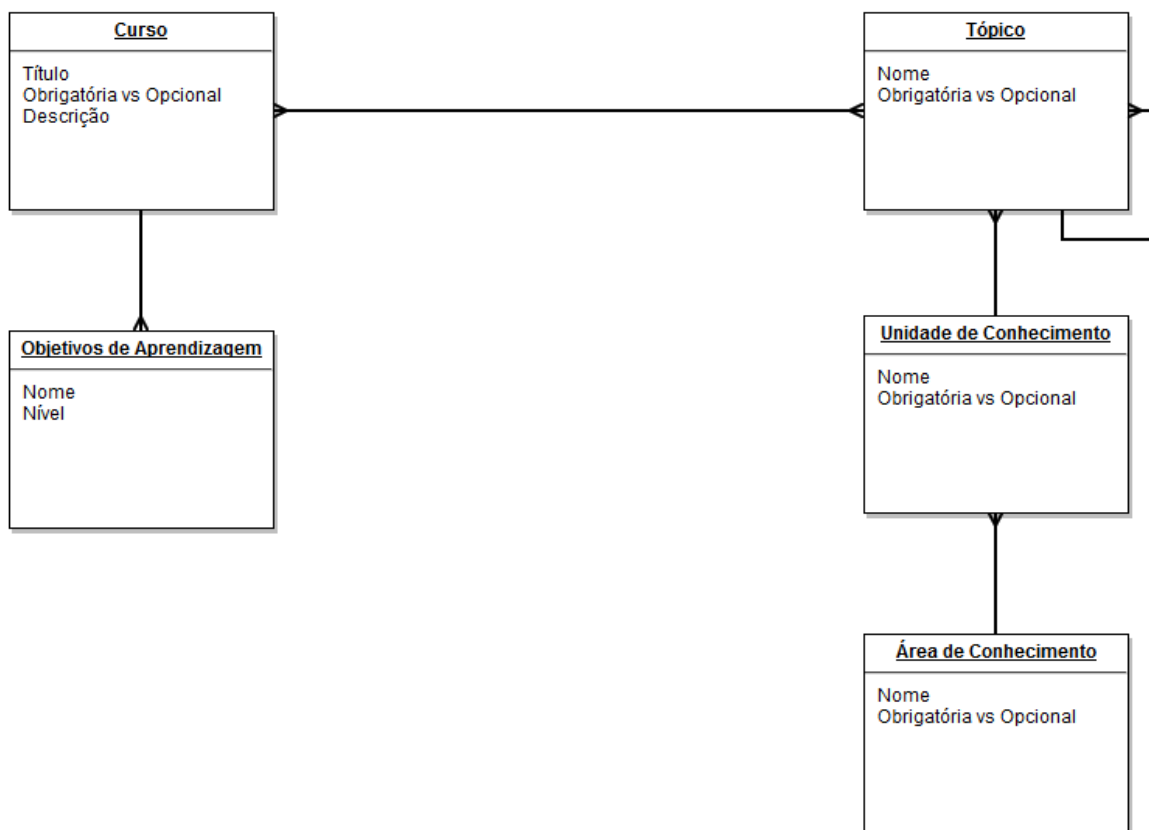 Curso
Título
Obrigatória vs Opcional
Descrição
Tópico
Nome
Obrigatória vs Opcional
Objetivos de Aprendizagem
Nome
Nível
Unidade de Conhecimento
Nome
Obrigatória vs Opcional
Área de Conhecimento
Nome
Obrigatória vs Opcional